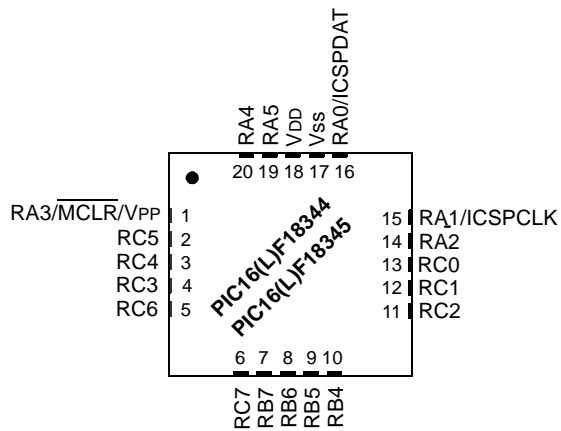 RA4
RA5
VDD
Vss
RA0/ICSPDAT
20 19 18 17 16
RA3/MCLR/VPP 1
RC5 2
RC4 3
RC3 4
RC6 5
PIC16(L)F18344
PIC16(L)F18345
15 RA1/ICSPCLK
14 RA2
13 RC0
12 RC1
11 RC2
6 7 8 9 10
RC7
RB7
RB6
RB5
RB4